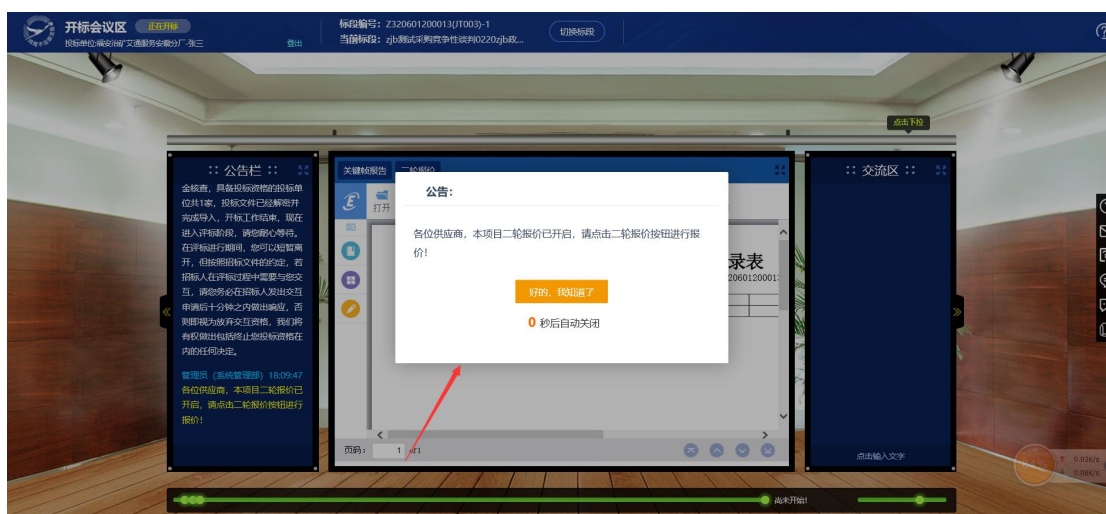 开标会议区 正在开标
投标单位:福安治矿交通服务安徽分厂-张三 登出
标段编号：Z320601200013(JT003)-1
当前标段：zjb测试采购竞争性谈判0220zjb政...
切换标段
点击下拉
:: 公告栏 ::
金核查，具备投标资格的投标单
位共1家，投标文件已经解密并
完成导入，开标工作结束，现在
进入评标阶段，请您耐心等待。
在评标进行期间，您可以短暂离
开，但按照招标文件的约定，若
招标人在评标过程中需要与您交
互，请您务必在招标人发出交互
申请后十分钟之内做出响应，否
则即视为放弃交互资格，我们将
有权做出包括终止您投标资格在
内的任何决定。
管理员（系统管理部）18:09:47
各位供应商，本项目二轮报价已
开启，请点击二轮报价按钮进行
报价！
关键帧报告 二轮报价
打开
录表
20601200013
公告：
各位供应商，本项目二轮报价已开启，请点击二轮报价按钮进行报
价！
好的，我知道了
0 秒后自动关闭
页码： 1 of1
:: 交流区 ::
点击输入文字
尚未开始!
0.03K/s
0.08K/s